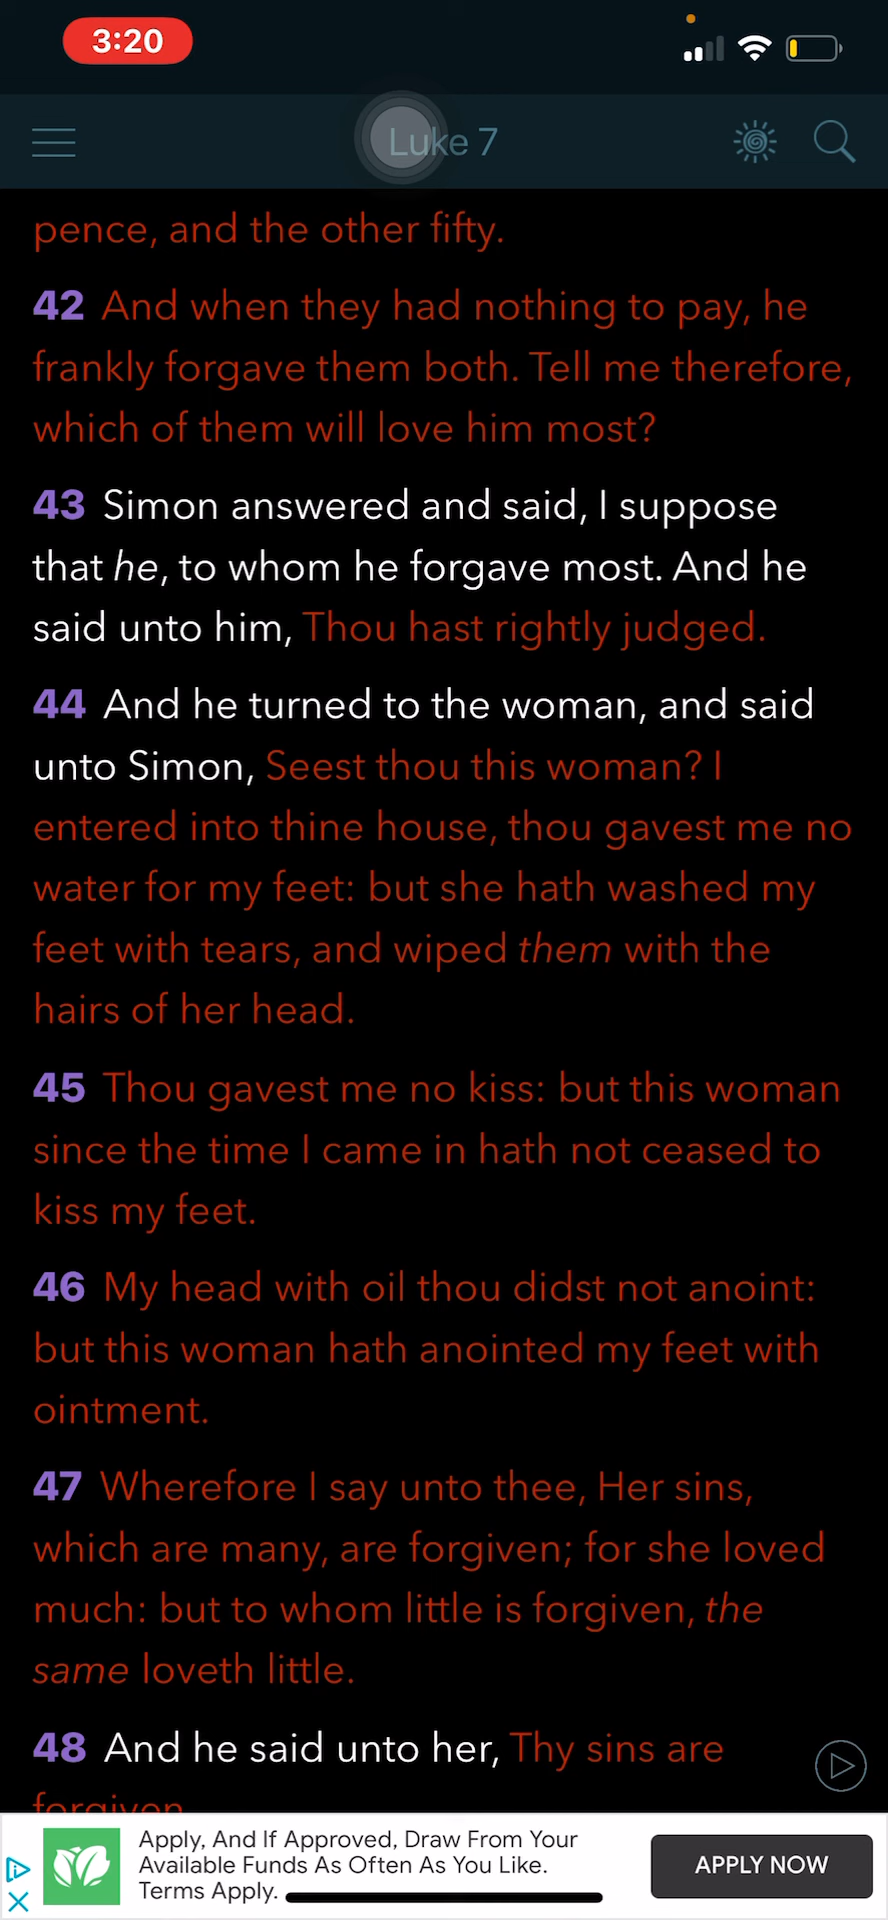 3:20
Luke 7
pence, and the other fifty.
42 And when they had nothing to pay, he
frankly forgave them both. Tell me therefore,
which of them will love him most?
43 Simon answered and said, I suppose
that he, to whom he forgave most. And he
said unto him, Thou hast rightly judged.
44 And he turned to the woman, and said
unto Simon, Seest thou this woman? I
entered into thine house, thou gavest me no
water for my feet: but she hath washed my
feet with tears, and wiped them with the
hairs of her head.
45 Thou gavest me no kiss: but this woman
since the time I came in hath not ceased to
kiss my feet.
46 My head with oil thou didst not anoint:
but this woman hath anointed my feet with
ointment.
47 Wherefore I say unto thee, Her sins,
which are many, are forgiven; for she loved
much: but to whom little is forgiven, the
same loveth little.
48 And he said unto her, Thy sins are
forgiven
Apply, And If Approved, Draw From Your
Available Funds As Often As You Like.
Terms Apply.
APPLY NOW